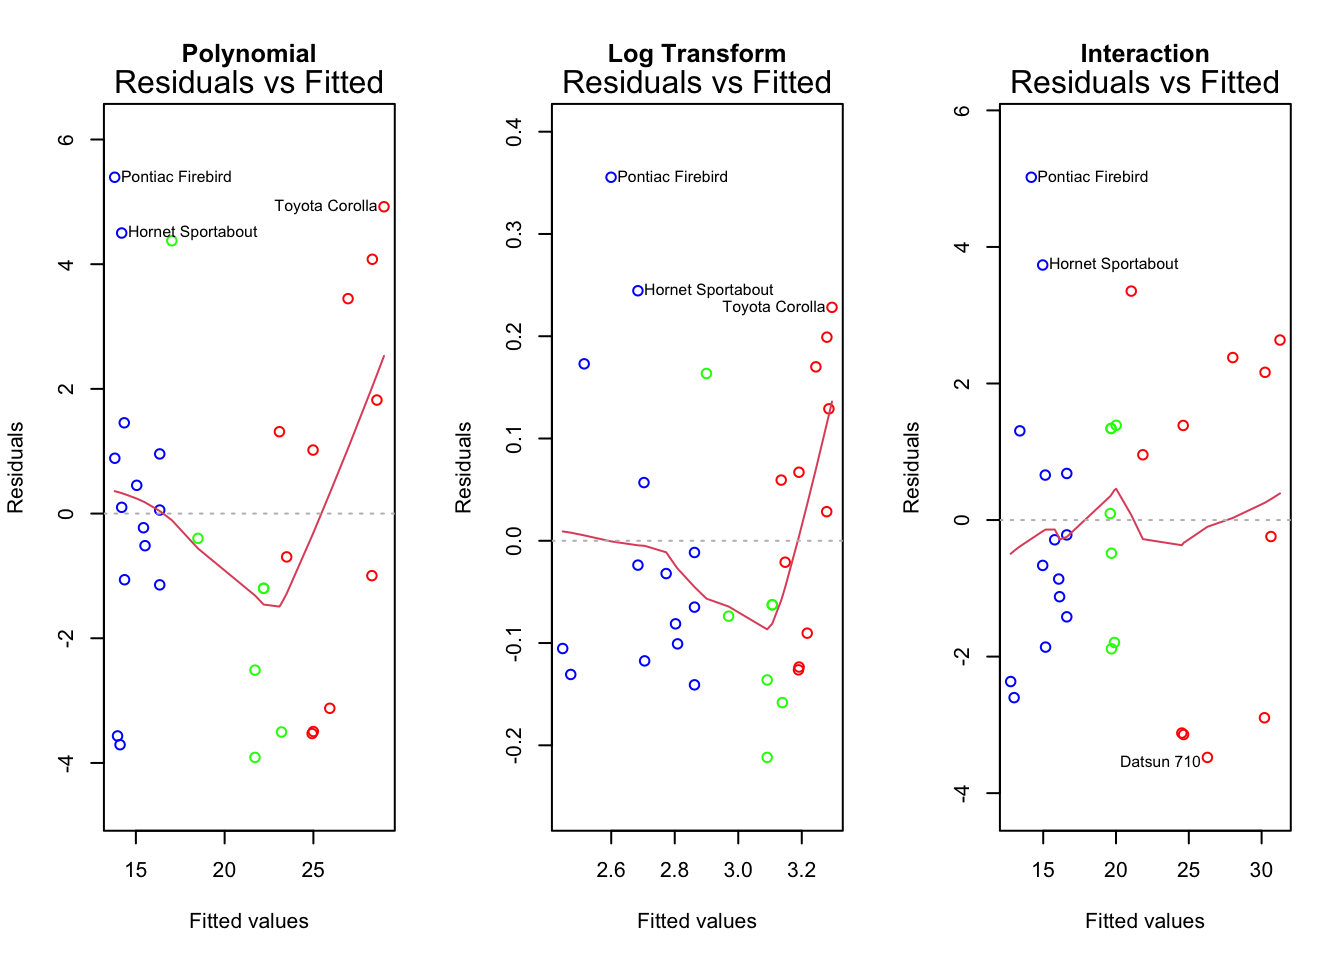 Polynomial
Residuals vs Fitted
Residuals
6
4
2
0
-2
-4
Pontiac Firebird
Toyota Corolla
Hornet Sportabout
15
20
25
Fitted values
Log Transform
Residuals vs Fitted
Residuals
0.4
0.3
0.2
0.1
0.0
-0.1
-0.2
Pontiac Firebird
Hornet Sportabout
Toyota Corolla
2.6
2.8
3.0
3.2
Fitted values
Interaction
Residuals vs Fitted
Residuals
6
4
2
0
-2
-4
Pontiac Firebird
Hornet Sportabout
Datsun 710
15
20
25
30
Fitted values